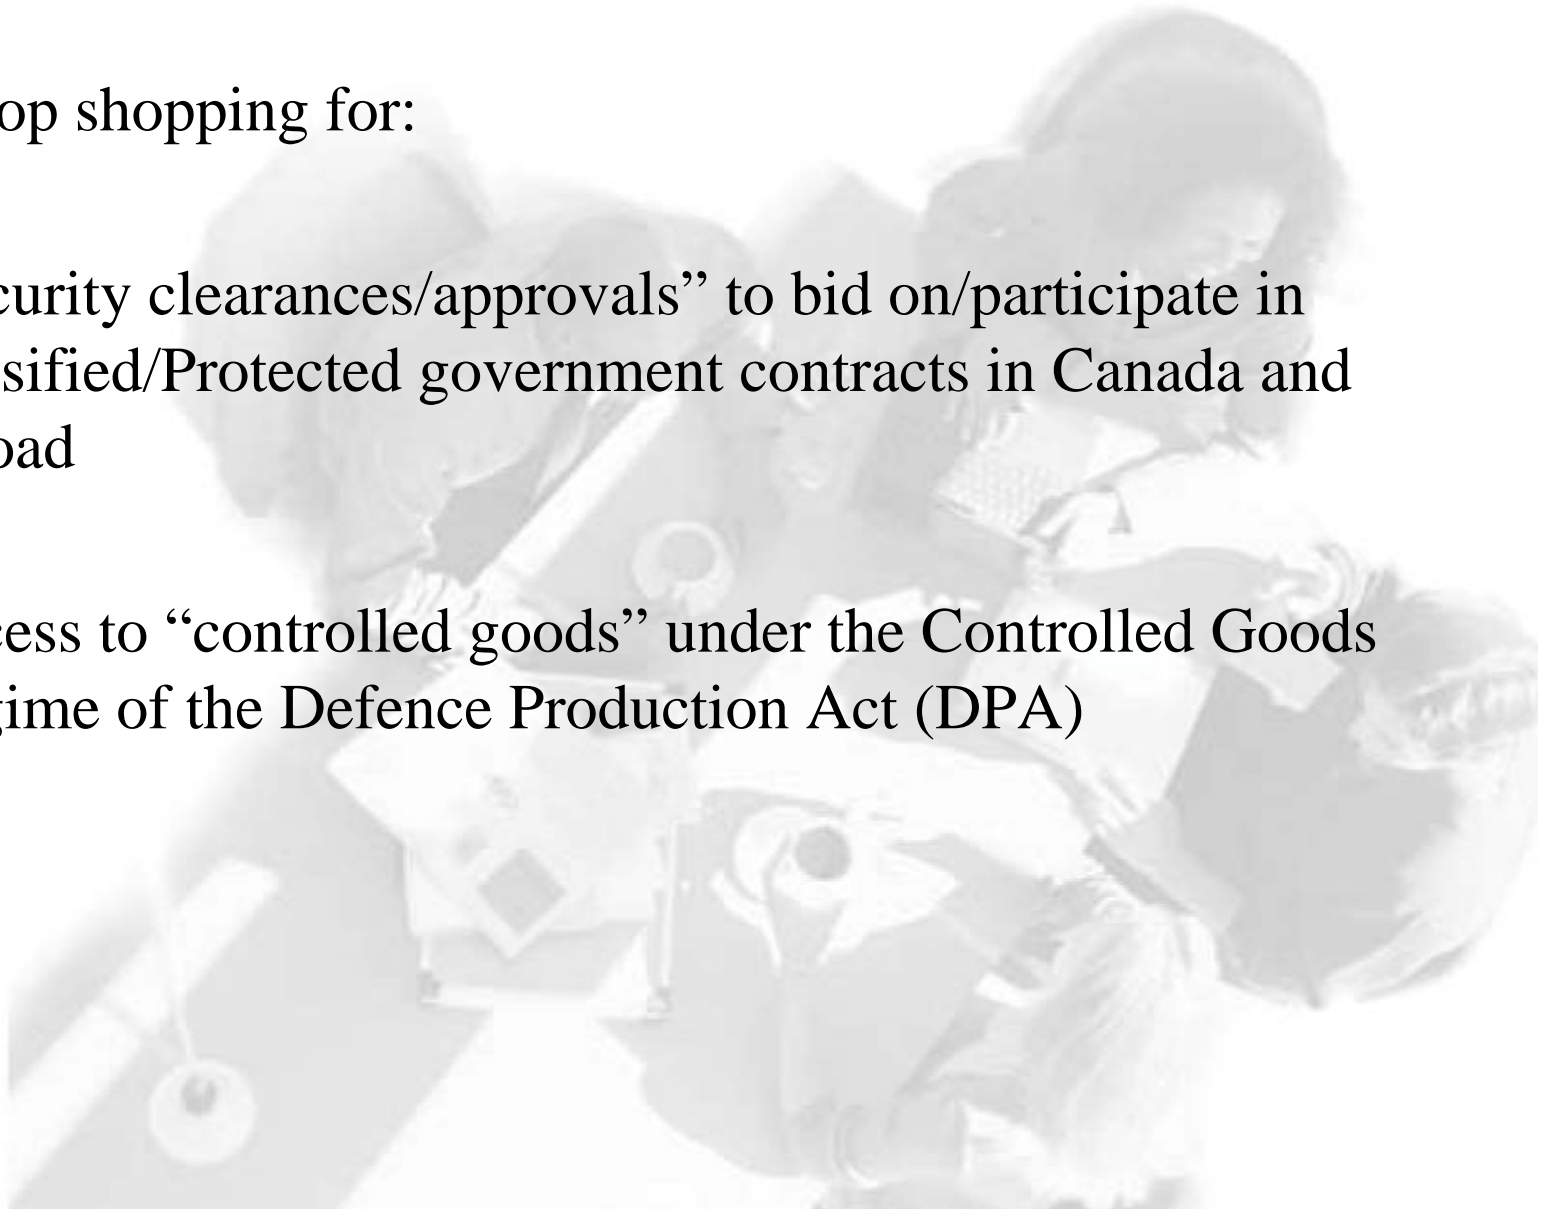 op shopping for:
curity clearances/approvals” to bid on/participate in
sified/Protected government contracts in Canada and
oad
cess to “controlled goods” under the Controlled Goods
gime of the Defence Production Act (DPA)